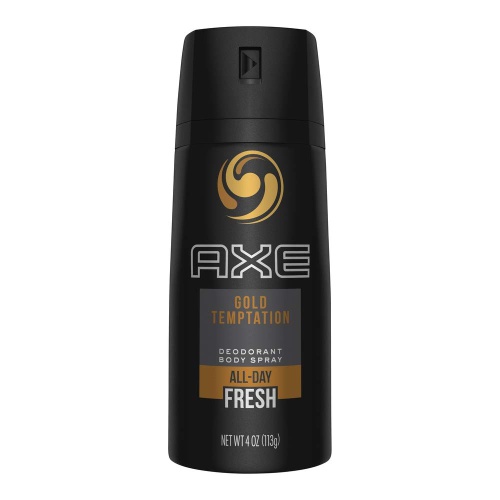 AXE
GOLD
TEMPTATION
DEODORANT
BODY SPRAY
ALL-DAY
FRESH
NET WT 4 OZ (113g)